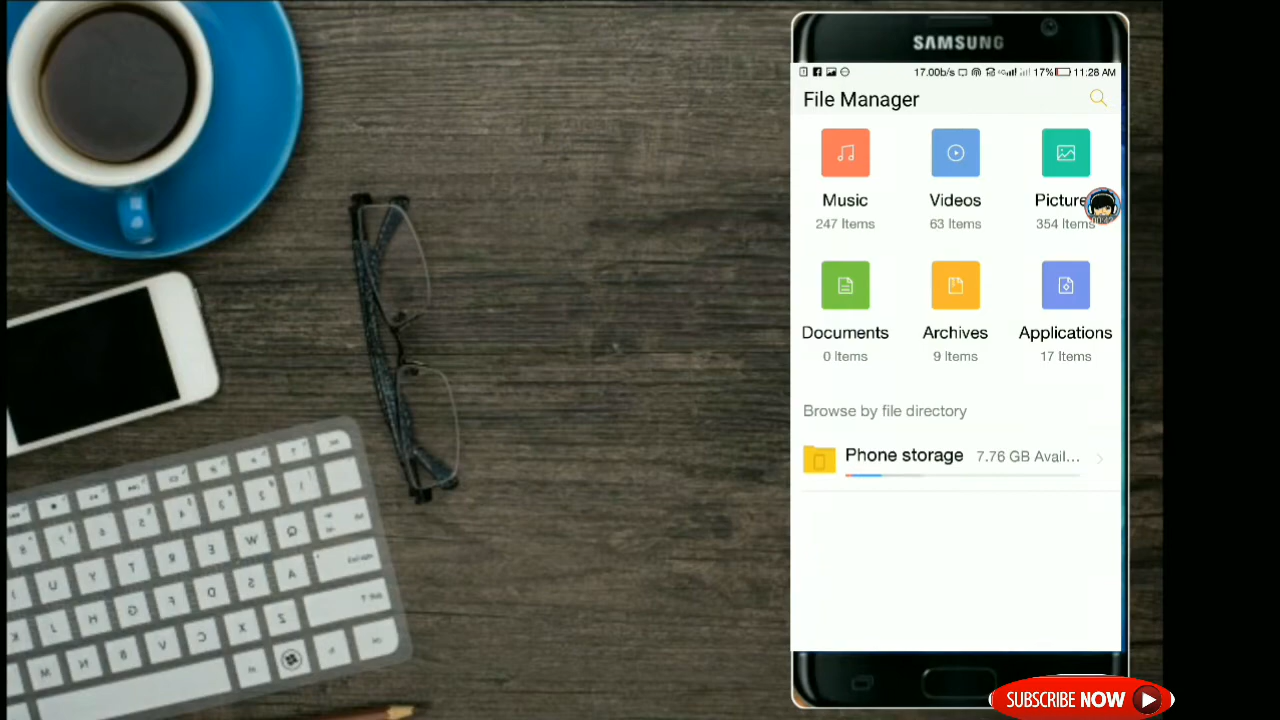 SAMSUNG
17.00b/s 17% 11:28 AM
File Manager
Music Videos Picture
247 Items 63 Items 354 Items
Documents Archives Applications
0 Items 9 Items 17 Items
Browse by file directory
Phone storage 7.76 GB Avail...
SUBSCRIBE NOW